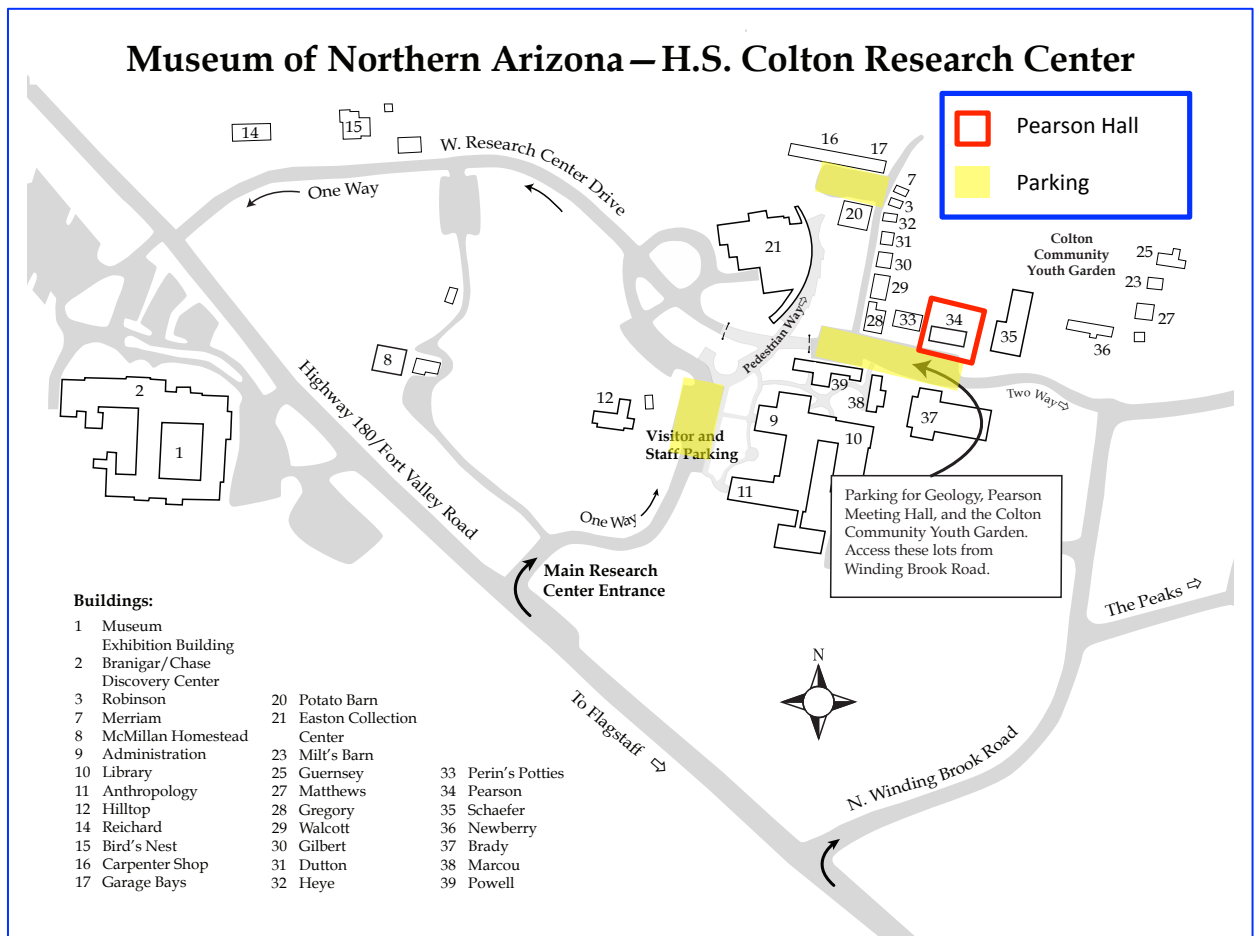 Museum of Northern Arizona—H.S. Colton Research Center
Pearson Hall
Parking
14
15
W. Research Center Drive
One Way
16
17
7
3
32
31
30
29
28
33
34
35
20
21
Colton
Community
Youth Garden
25
23
27
36
Pedestrian Way
8
2
1
Highway 180/Fort Valley Road
12
Visitor and
Staff Parking
9
10
11
39
38
37
Two Way
One Way
Main Research
Center Entrance
Parking for Geology, Pearson
Meeting Hall, and the Colton
Community Youth Garden.
Access these lots from
Winding Brook Road.
The Peaks
N
To Flagstaff
N. Winding Brook Road
Buildings:
1 Museum
Exhibition Building
2 Branigar/Chase
Discovery Center
3 Robinson
7 Merriam
8 McMillan Homestead
9 Administration
10 Library
11 Anthropology
12 Hilltop
14 Reichard
15 Bird's Nest
16 Carpenter Shop
17 Garage Bays
20 Potato Barn
21 Easton Collection
Center
23 Milt's Barn
25 Guernsey
27 Matthews
28 Gregory
29 Walcott
30 Gilbert
31 Dutton
32 Heye
33 Perin's Potties
34 Pearson
35 Schaefer
36 Newberry
37 Brady
38 Marcou
39 Powell